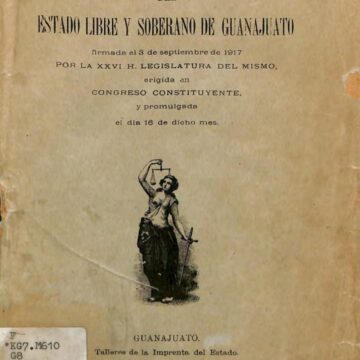 ESTADO LIBRE Y SOBERANO DE GUANAJUATO
firmada el 3 de septiembre de 1917
POR LA XXVI H. LEGISLATURA DEL MISMO,
erigida en
CONGRESO CONSTITUYENTE,
y promulgada
el día 16 de dicho mes.
F
*KG7.M610
G8
GUANAJUATO.
Talleres de la Imprenta del Estado.